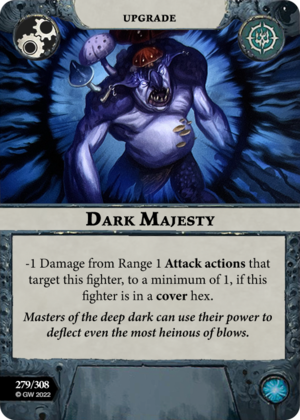 UPGRADE
DARK MAJESTY
-1 Damage from Range 1 Attack actions that
target this fighter, to a minimum of 1, if this
fighter is in a cover hex.
Masters of the deep dark can use their power to
deflect even the most heinous of blows.
279/308
© GW 2022